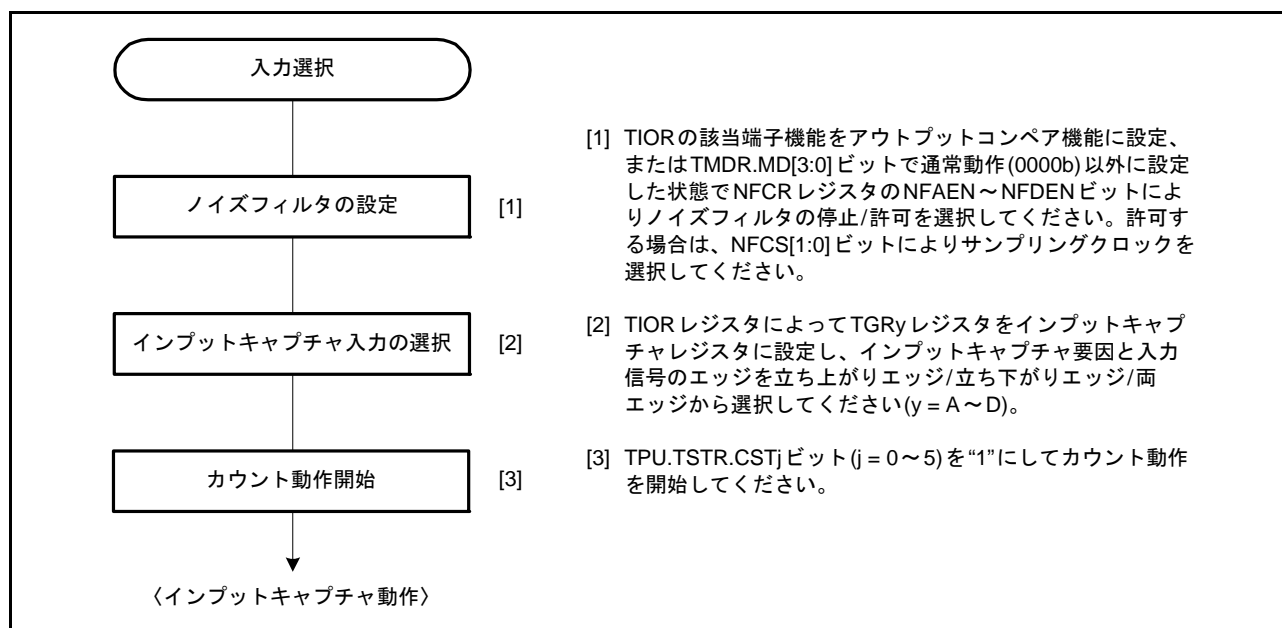 入力選択
ノイズフィルタの設定
[1]
[1] TIORの該当端子機能をアウトプットコンペア機能に設定、
またはTMDR.MD[3:0]ビットで通常動作(0000b)以外に設定
した状態でNFCRレジスタのNFAEN～NFDENビットによ
りノイズフィルタの停止/許可を選択してください。許可す
る場合は、NFCS[1:0]ビットによりサンプリングクロックを
選択してください。
インプットキャプチャ入力の選択
[2]
[2] TIORレジスタによってTGRyレジスタをインプットキャプ
チャレジスタに設定し、インプットキャプチャ要因と入力
信号のエッジを立ち上がりエッジ/立ち下がりエッジ/両
エッジから選択してください(y = A～D)。
カウント動作開始
[3]
[3] TPU.TSTR.CSTjビット(j = 0～5)を“1”にしてカウント動作
を開始してください。
〈インプットキャプチャ動作〉